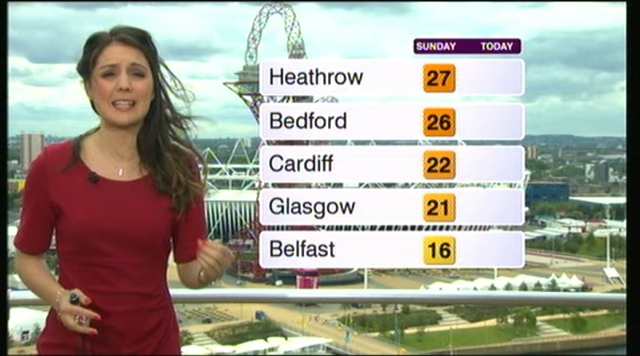 SUNDAY TODAY
Heathrow 27
Bedford 26
Cardiff 22
Glasgow 21
Belfast 16